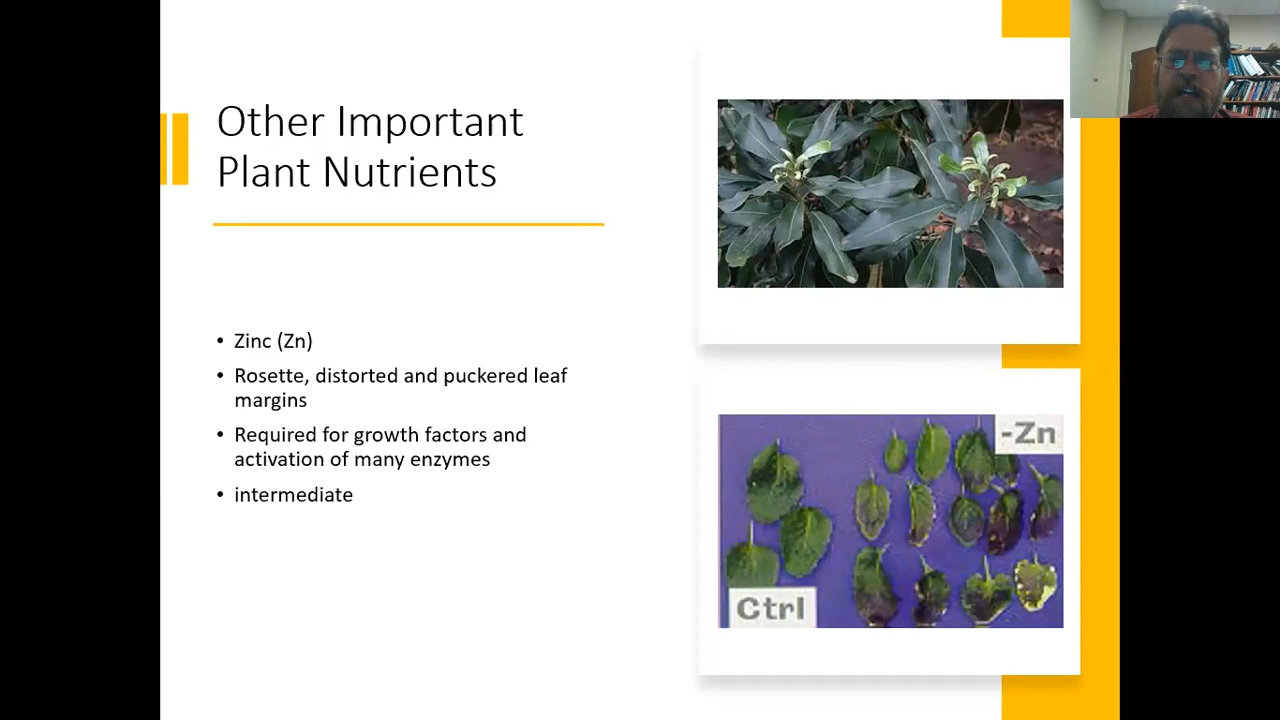 Other Important
Plant Nutrients
• Zinc (Zn)
• Rosette, distorted and puckered leaf
margins
• Required for growth factors and
activation of many enzymes
• intermediate
-Zn
Ctrl